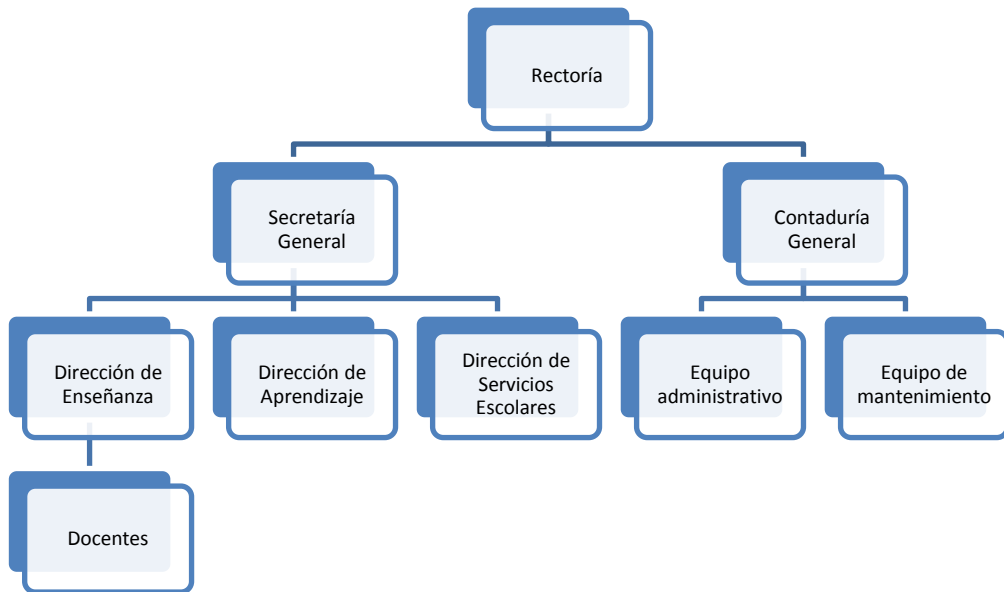 Rectoría
Secretaría
General
Contaduría
General
Dirección de
Enseñanza
Dirección de
Aprendizaje
Dirección de
Servicios
Escolares
Equipo
administrativo
Equipo de
mantenimiento
Docentes